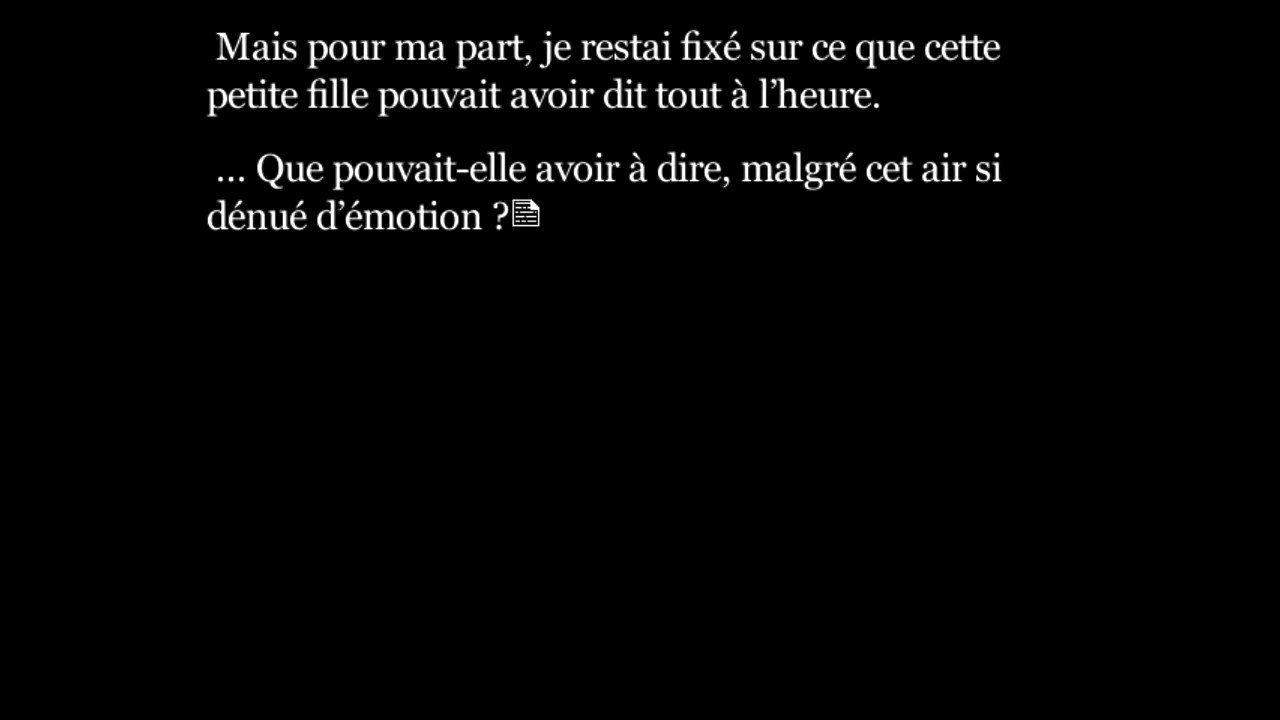 Mais pour ma part, je restai fixé sur ce que cette
petite fille pouvait avoir dit tout à l’heure.
... Que pouvait-elle avoir à dire, malgré cet air si
dénué d’émotion ?